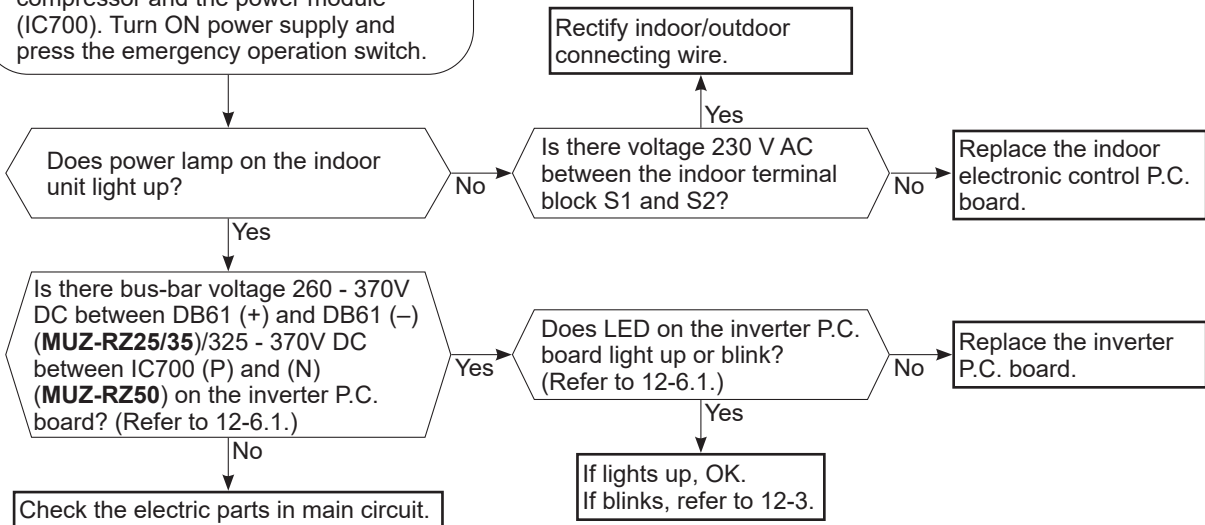 compressor and the power module
(IC700). Turn ON power supply and
press the emergency operation switch.
Rectify indoor/outdoor
connecting wire.
Yes
Does power lamp on the indoor
unit light up?
No
Is there voltage 230 V AC
between the indoor terminal
block S1 and S2?
No
Replace the indoor
electronic control P.C.
board.
Yes
Is there bus-bar voltage 260 - 370V
DC between DB61 (+) and DB61 (–)
(MUZ-RZ25/35)/325 - 370V DC
between IC700 (P) and (N)
(MUZ-RZ50) on the inverter P.C.
board? (Refer to 12-6.1.)
Yes
Does LED on the inverter P.C.
board light up or blink?
(Refer to 12-6.1.)
No
Replace the inverter
P.C. board.
Yes
No
If lights up, OK.
If blinks, refer to 12-3.
Check the electric parts in main circuit.